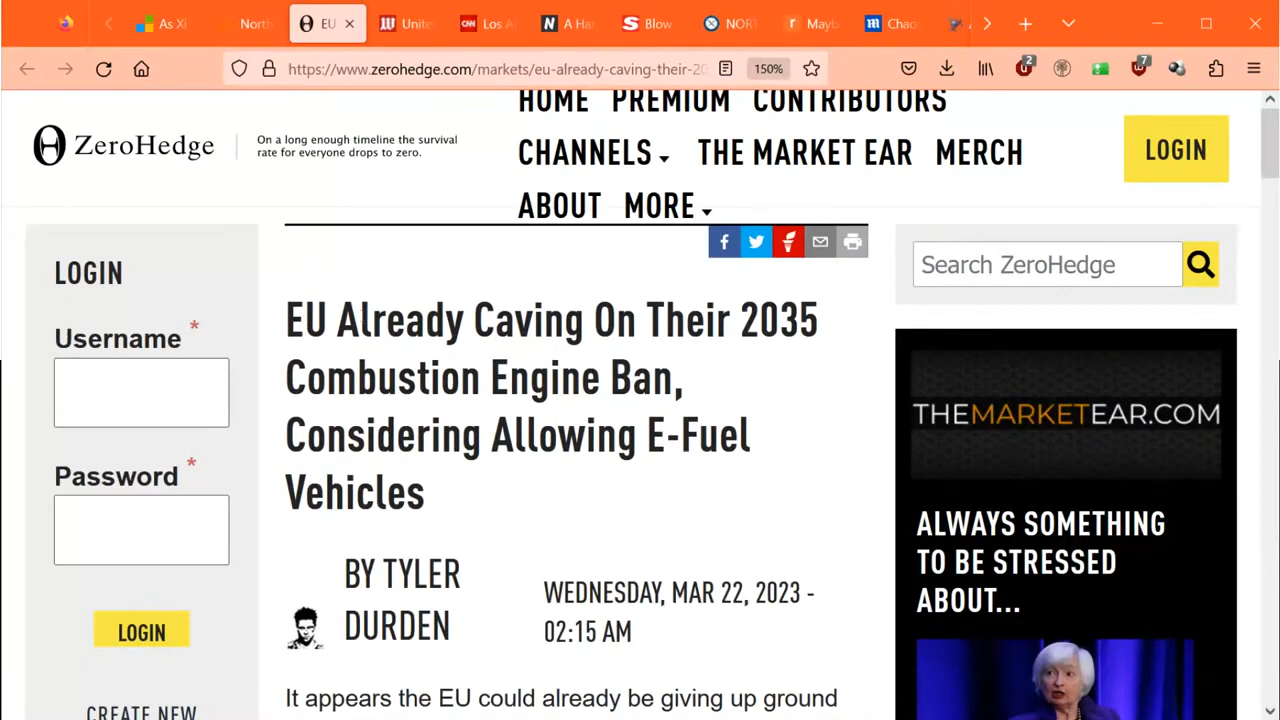 As Xi
North
EU
Unite
Los A
A Har
Blow
NOR
Mayb
Chao
https://www.zerohedge.com/markets/eu-already-caving-their-20
150%
2
7
HOME PREMIUM CONTRIBUTORS
ZeroHedge
On a long enough timeline the survival
rate for everyone drops to zero.
CHANNELS THE MARKET EAR MERCH
LOGIN
ABOUT MORE
LOGIN
Username *
Password *
LOGIN
CREATE NEW
EU Already Caving On Their 2035
Combustion Engine Ban,
Considering Allowing E-Fuel
Vehicles
BY TYLER
DURDEN
WEDNESDAY, MAR 22, 2023 -
02:15 AM
It appears the EU could already be giving up ground
Search ZeroHedge
THEMARKETEAR.COM
ALWAYS SOMETHING
TO BE STRESSED
ABOUT...